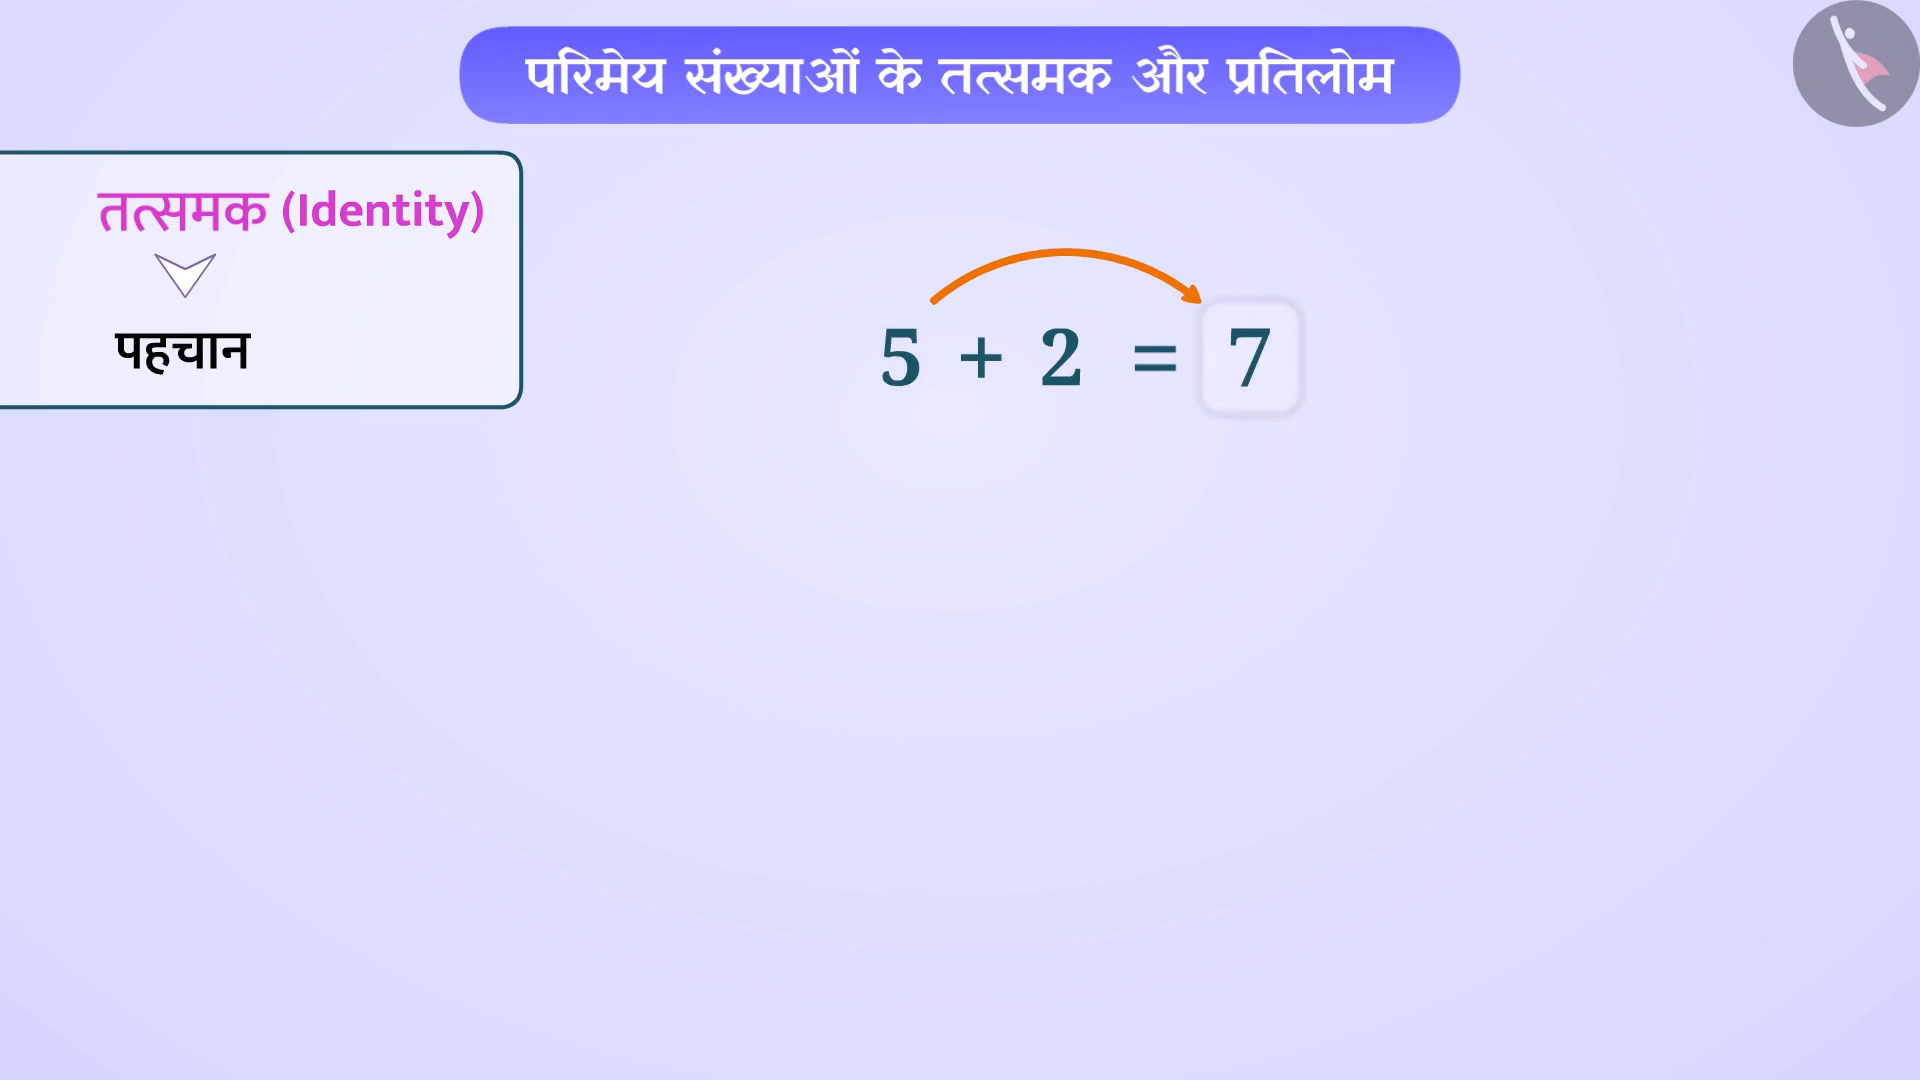 परिमेय संख्याओं के तत्समक और प्रतिलोम
तत्समक (Identity)
पहचान
5 + 2 = 7